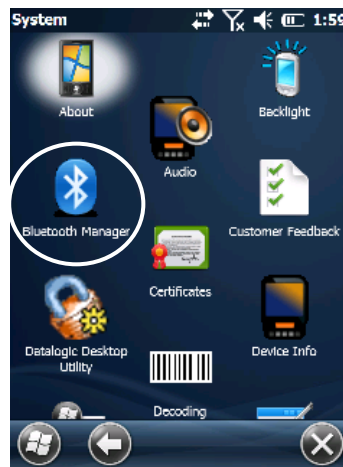 System 1:59
About
Backlight
Audio
Bluetooth Manager
Customer Feedback
Certificates
Datalogic Desktop
Utility
Device Info
Decoding